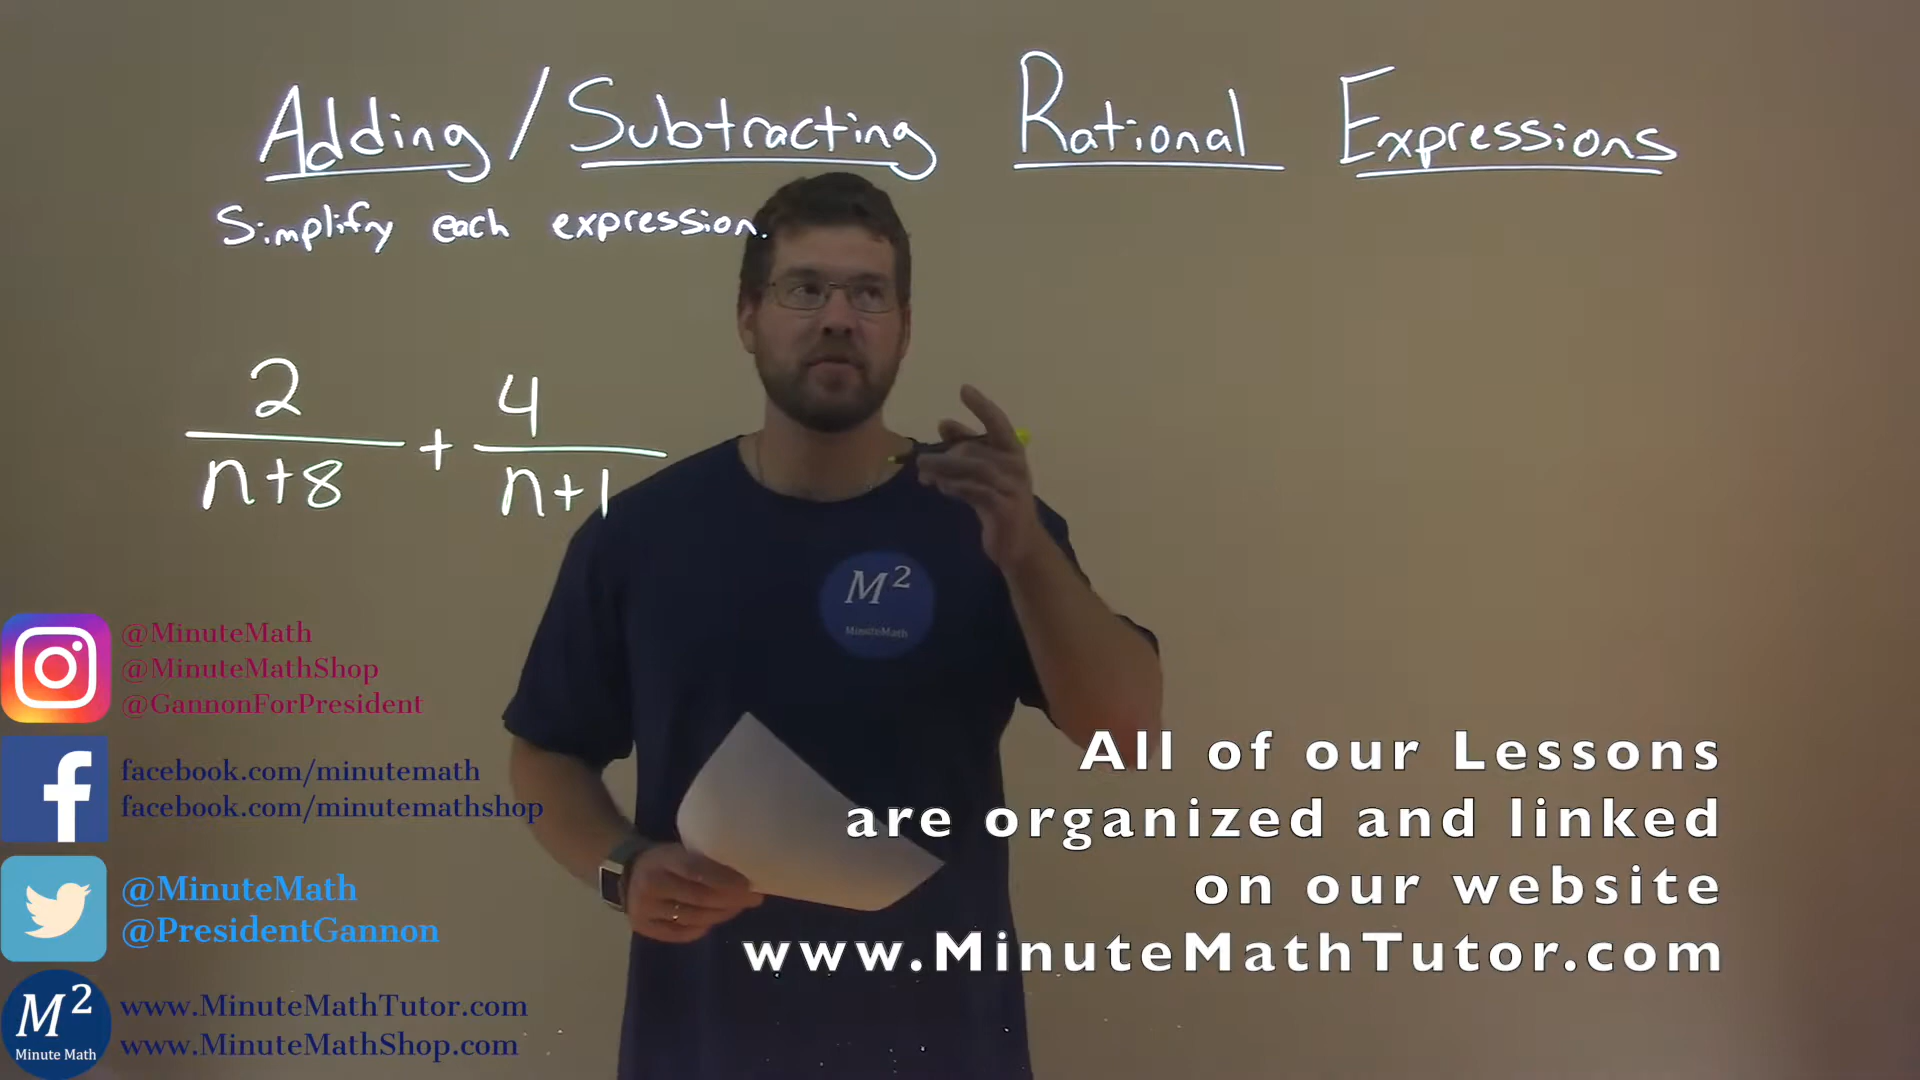 Adding/Subtracting Rational Expressions
Simplify each expression.
2 4
+
n+8 n+1
M²
MinuteMath
@MinuteMath
@MinuteMathShop
@GannonForPresident
facebook.com/minutemath
facebook.com/minutemathshop
@MinuteMath
@PresidentGannon
M²
Minute Math
www.MinuteMathTutor.com
www.MinuteMathShop.com
All of our Lessons
are organized and linked
on our website
www.MinuteMathTutor.com